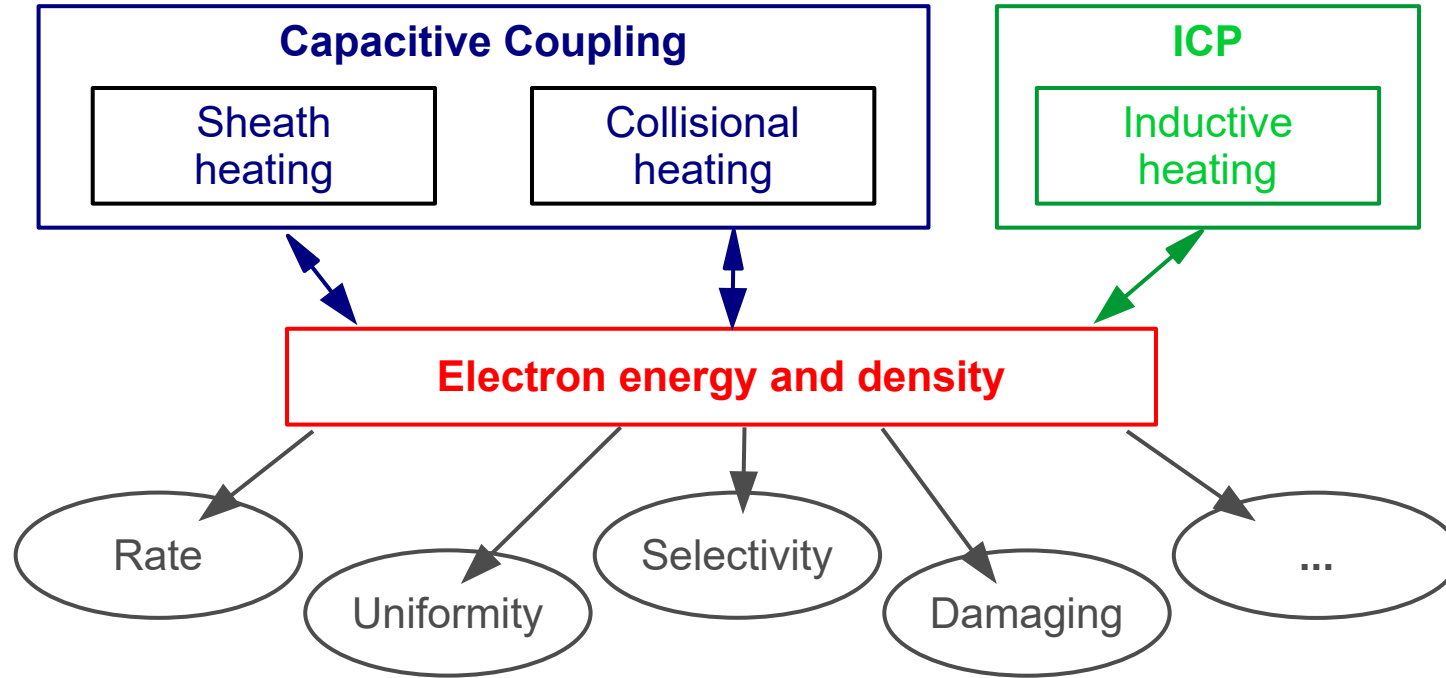 Capacitive Coupling
Sheath
heating
Collisional
heating
ICP
Inductive
heating
Electron energy and density
Rate
Uniformity
Selectivity
Damaging
...